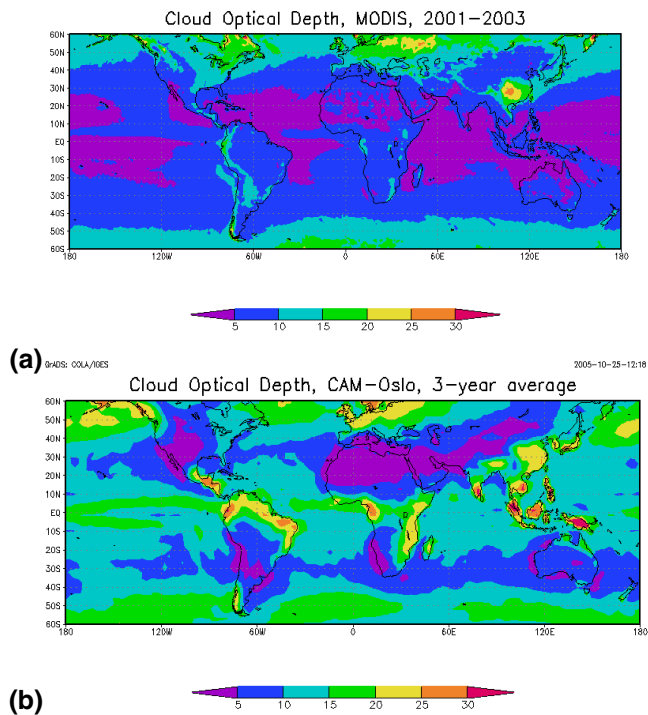 Cloud Optical Depth, MODIS, 2001-2003
60N
50N
40N
30N
20N
10N
EQ
10S
20S
30S
40S
50S
60S
180 120W 60W 0 60E 120E 180
5 10 15 20 25 30
(a) GrADS: COLA/IGES 2005-10-25-12:18
Cloud Optical Depth, CAM-Oslo, 3-year average
60N
50N
40N
30N
20N
10N
EQ
10S
20S
30S
40S
50S
60S
180 120W 60W 0 60E 120E 180
(b) 5 10 15 20 25 30